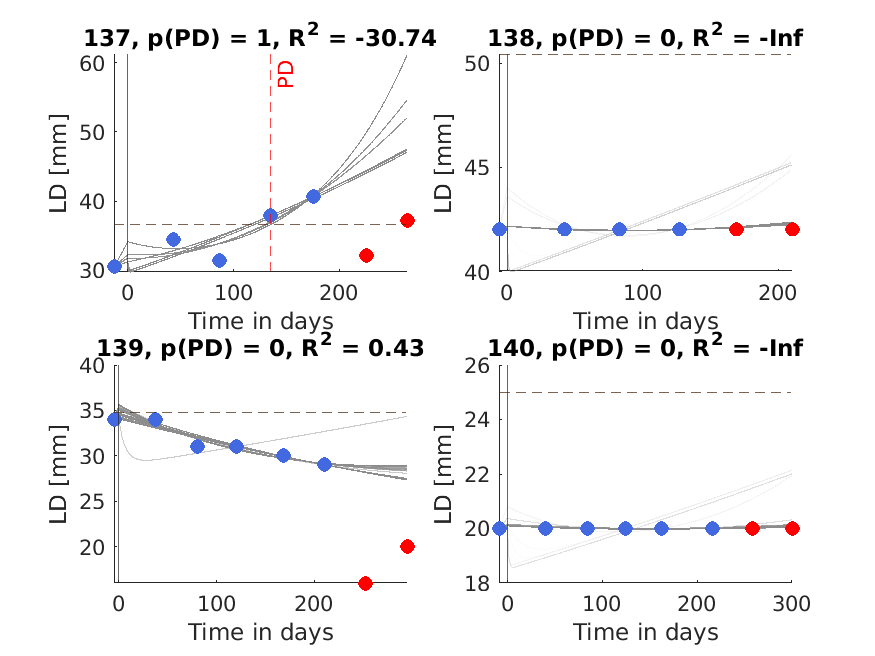 137, p(PD) = 1, R² = -30.74
60
50
40
30
LD [mm]
PD
0
100
200
Time in days
138, p(PD) = 0, R² = -Inf
50
45
40
LD [mm]
0
100
200
Time in days
139, p(PD) = 0, R² = 0.43
40
35
30
25
20
LD [mm]
0
100
200
Time in days
140, p(PD) = 0, R² = -Inf
26
24
22
20
18
LD [mm]
0
100
200
300
Time in days